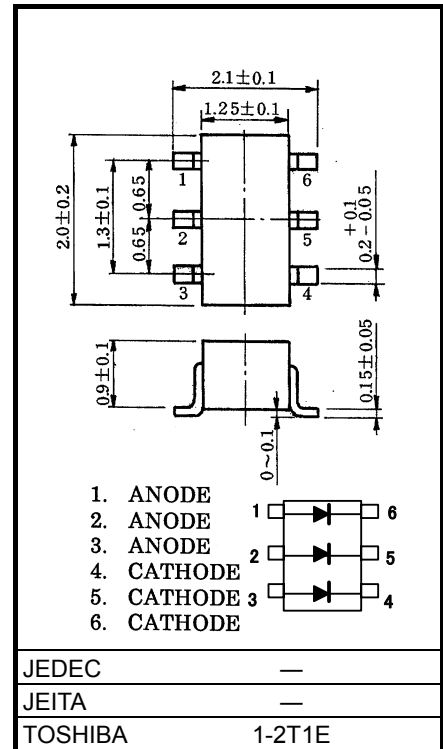 2.1±0.1
1.25±0.1
2.0±0.2
1.3±0.1
0.65
0.65
1
6
2
5
3
4
+0.1
0.2-0.05
0.9±0.1
0.15±0.05
0~0.1
1. ANODE
2. ANODE
3. ANODE
4. CATHODE
5. CATHODE
6. CATHODE
1
6
2
5
3
4
JEDEC —
JEITA —
TOSHIBA 1-2T1E